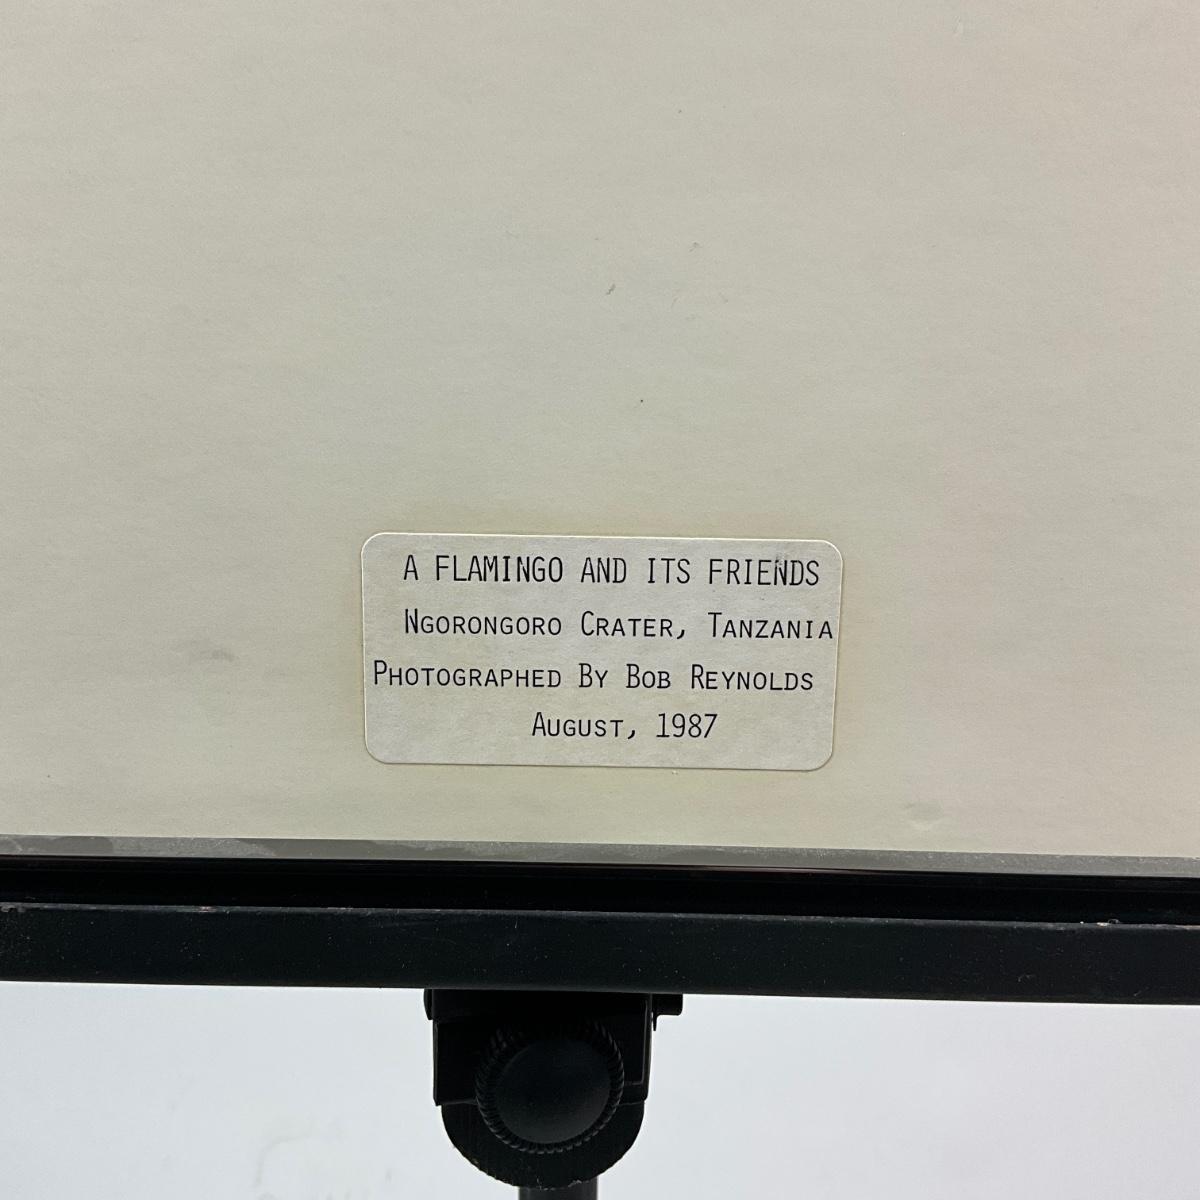 A FLAMINGO AND ITS FRIENDS
NGORONGORO CRATER, TANZANIA
PHOTOGRAPHED BY BOB REYNOLDS
AUGUST, 1987